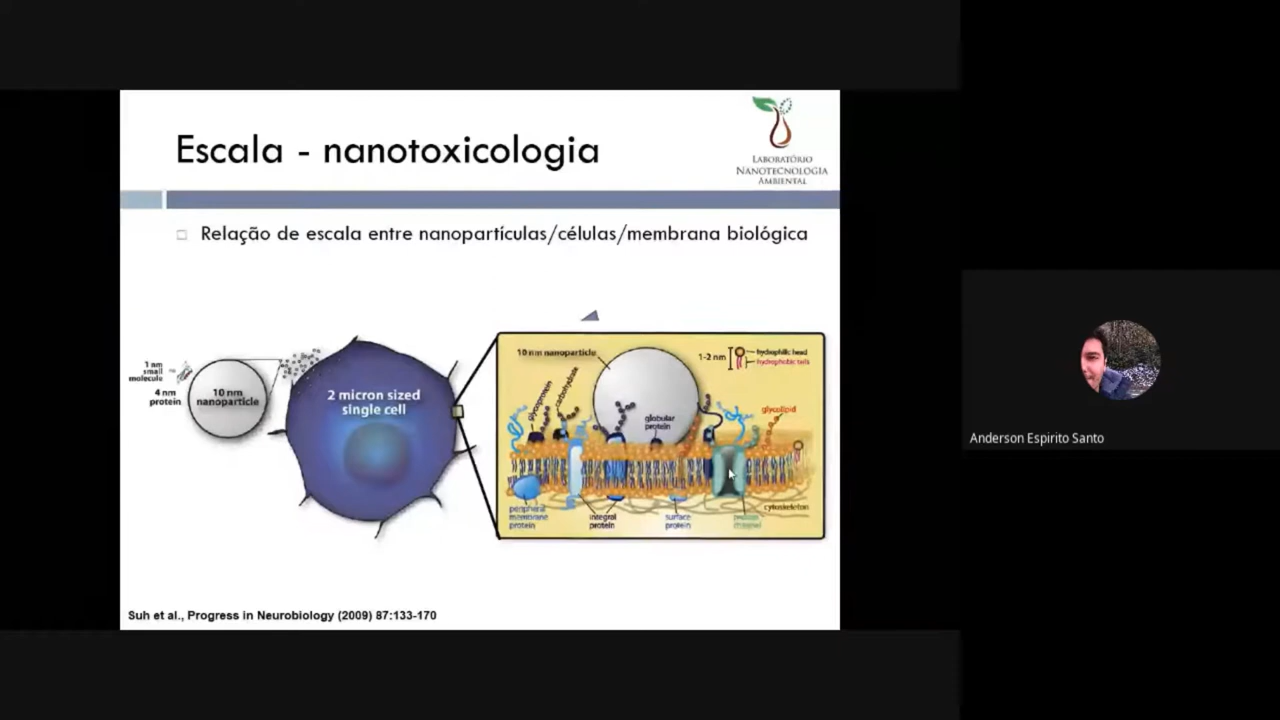 Escala - nanotoxicologia
LABORATÓRIO
NANOTECNOLOGIA
AMBIENTAL
Relação de escala entre nanopartículas/células/membrana biológica
1 nm
small
molecule
4 nm
protein
10 nm
nanoparticle
2 micron sized
single cell
10 nm nanoparticle
glycoprotein
carbohydrate
globular
protein
1-2 nm
hydrophilic head
hydrophobic tails
glycolipid
peripheral
membrane
protein
integral
protein
surface
protein
cytoskeleton
Suh et al., Progress in Neurobiology (2009) 87:133-170
Anderson Espirito Santo